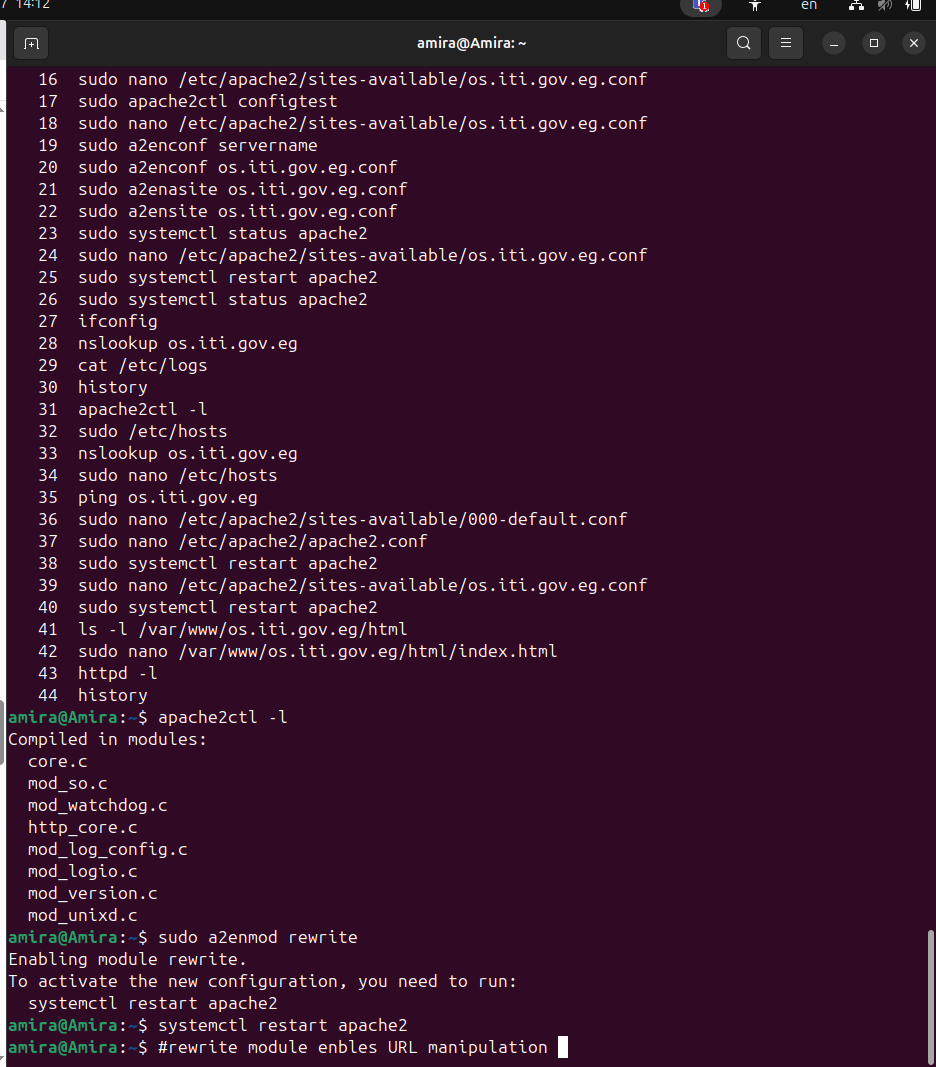 14:12
1
en
amira@Amira: ~
16 sudo nano /etc/apache2/sites-available/os.iti.gov.eg.conf
17 sudo apache2ctl configtest
18 sudo nano /etc/apache2/sites-available/os.iti.gov.eg.conf
19 sudo a2enconf servername
20 sudo a2enconf os.iti.gov.eg.conf
21 sudo a2enasite os.iti.gov.eg.conf
22 sudo a2ensite os.iti.gov.eg.conf
23 sudo systemctl status apache2
24 sudo nano /etc/apache2/sites-available/os.iti.gov.eg.conf
25 sudo systemctl restart apache2
26 sudo systemctl status apache2
27 ifconfig
28 nslookup os.iti.gov.eg
29 cat /etc/logs
30 history
31 apache2ctl -l
32 sudo /etc/hosts
33 nslookup os.iti.gov.eg
34 sudo nano /etc/hosts
35 ping os.iti.gov.eg
36 sudo nano /etc/apache2/sites-available/000-default.conf
37 sudo nano /etc/apache2/apache2.conf
38 sudo systemctl restart apache2
39 sudo nano /etc/apache2/sites-available/os.iti.gov.eg.conf
40 sudo systemctl restart apache2
41 ls -l /var/www/os.iti.gov.eg/html
42 sudo nano /var/www/os.iti.gov.eg/html/index.html
43 httpd -l
44 history
amira@Amira:~$ apache2ctl -l
Compiled in modules:
core.c
mod_so.c
mod_watchdog.c
http_core.c
mod_log_config.c
mod_logio.c
mod_version.c
mod_unixd.c
amira@Amira:~$ sudo a2enmod rewrite
Enabling module rewrite.
To activate the new configuration, you need to run:
systemctl restart apache2
amira@Amira:~$ systemctl restart apache2
amira@Amira:~$ #rewrite module enbles URL manipulation